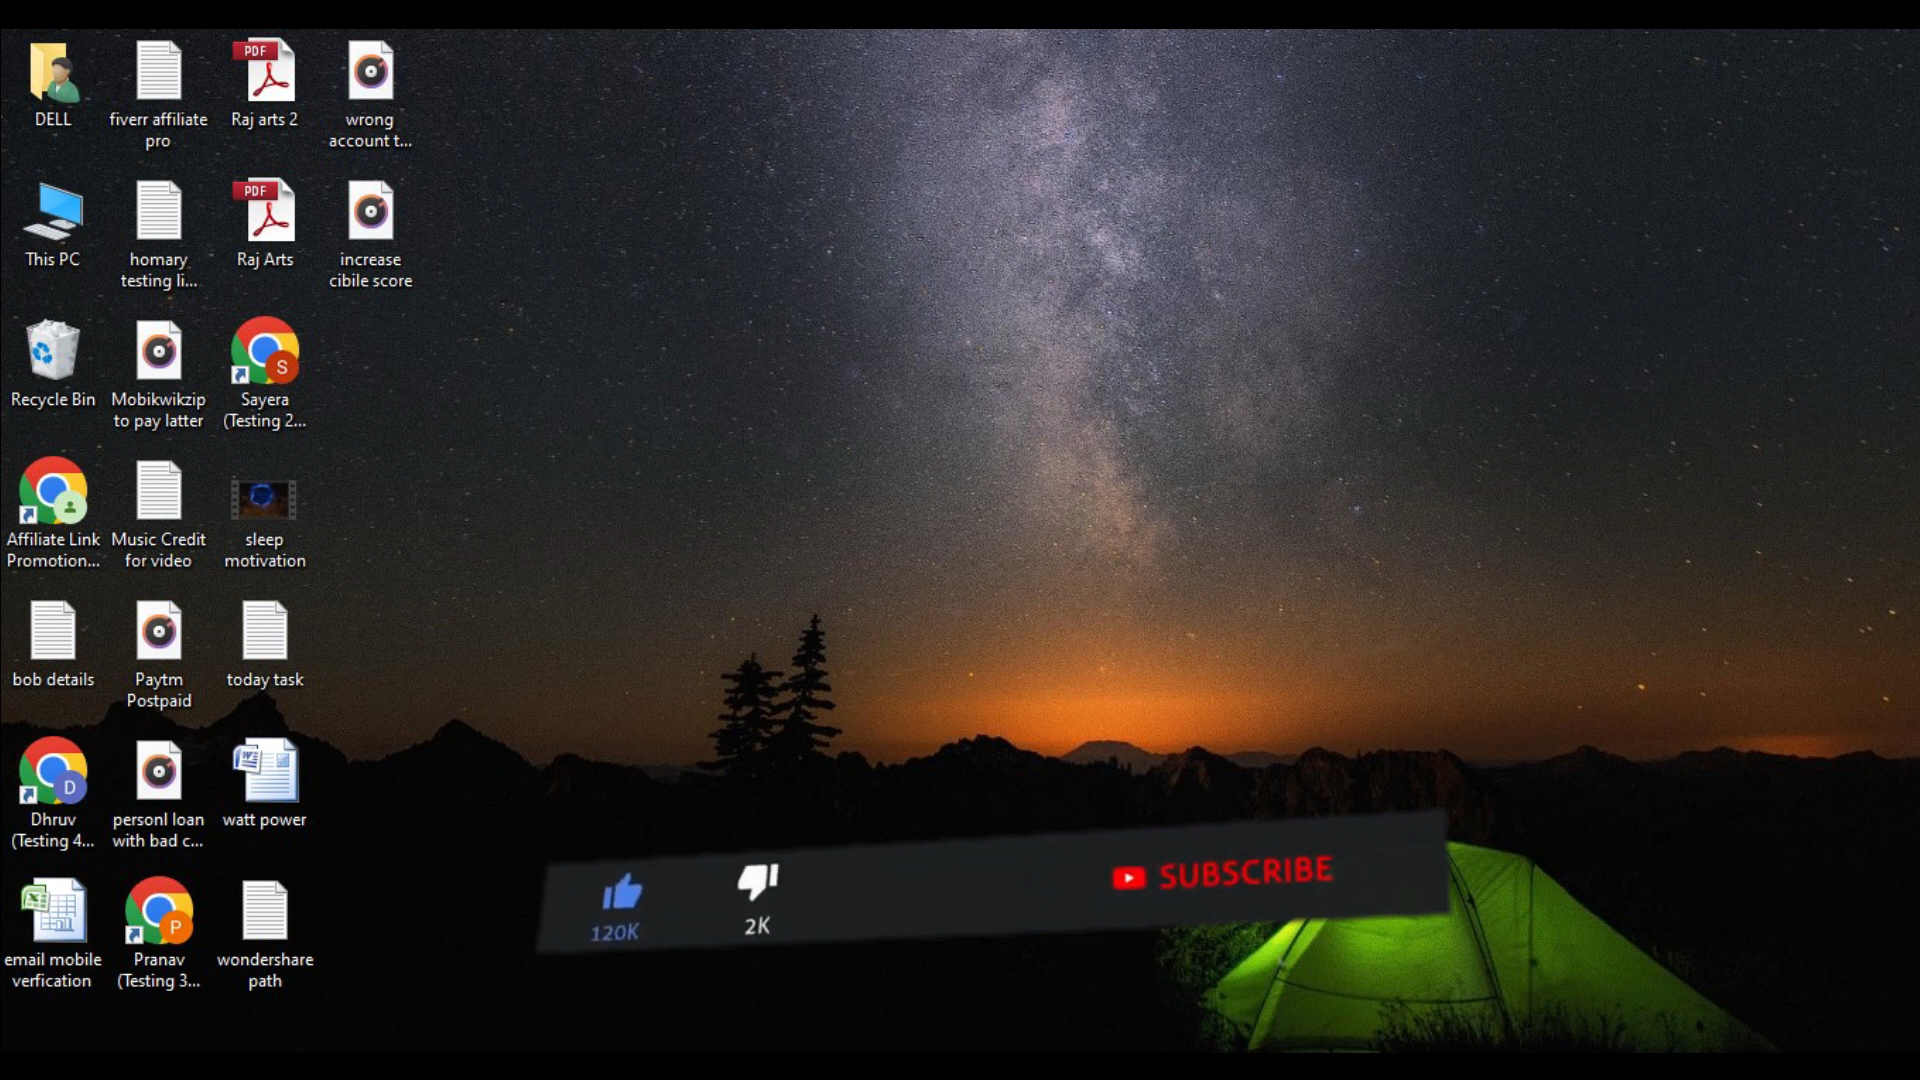 DELL
fiverr affiliate
pro
PDF
Raj arts 2
wrong
account t...
This PC
homary
testing li...
PDF
Raj Arts
increase
cibile score
Recycle Bin
Mobikwikzip
to pay latter
S
Sayera
(Testing 2...
Affiliate Link
Promotion...
Music Credit
for video
sleep
motivation
bob details
Paytm
Postpaid
today task
D
Dhruv
(Testing 4...
personl loan
with bad c...
W
watt power
email mobile
verfication
P
Pranav
(Testing 3...
wondershare
path
120K
2K
SUBSCRIBE